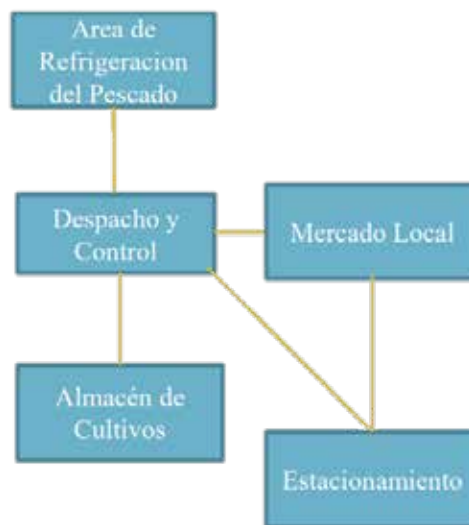 Area de
Refrigeracion
del Pescado
Despacho y
Control
Mercado Local
Almacén de
Cultivos
Estacionamiento